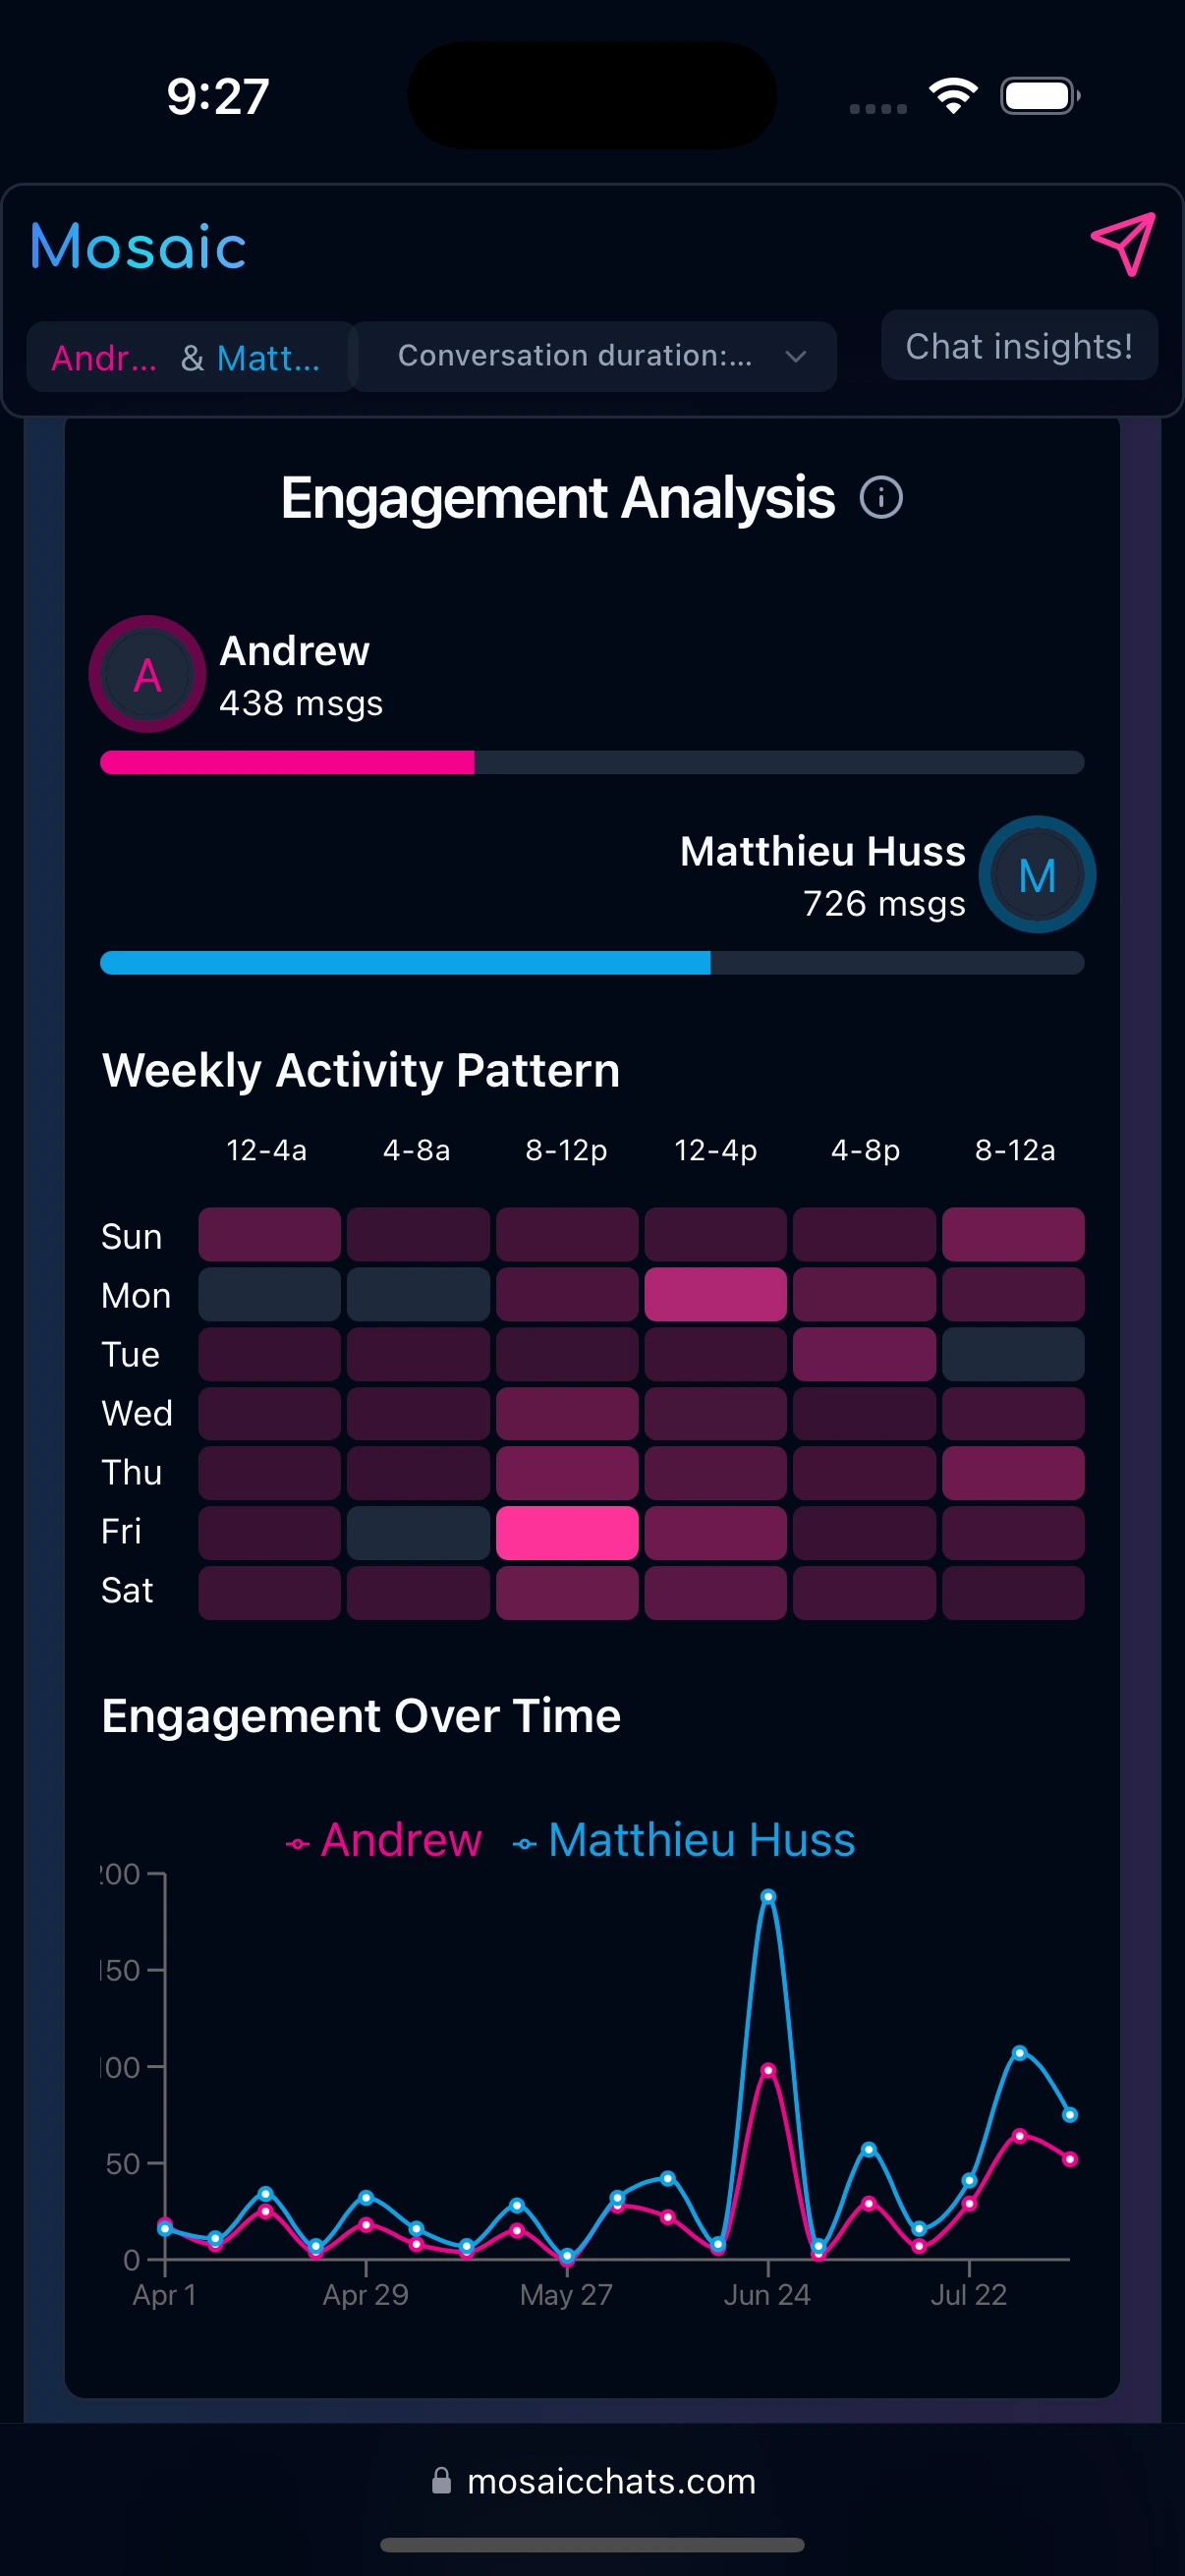 9:27
Mosaic
Andr... & Matt...
Conversation duration:...
Chat insights!
Engagement Analysis
Andrew
438 msgs
A
Matthieu Huss
726 msgs
M
Weekly Activity Pattern
12-4a 4-8a 8-12p 12-4p 4-8p 8-12a
Sun
Mon
Tue
Wed
Thu
Fri
Sat
Engagement Over Time
Andrew Matthieu Huss
200
150
100
50
0
Apr 1 Apr 29 May 27 Jun 24 Jul 22
mosaicchats.com